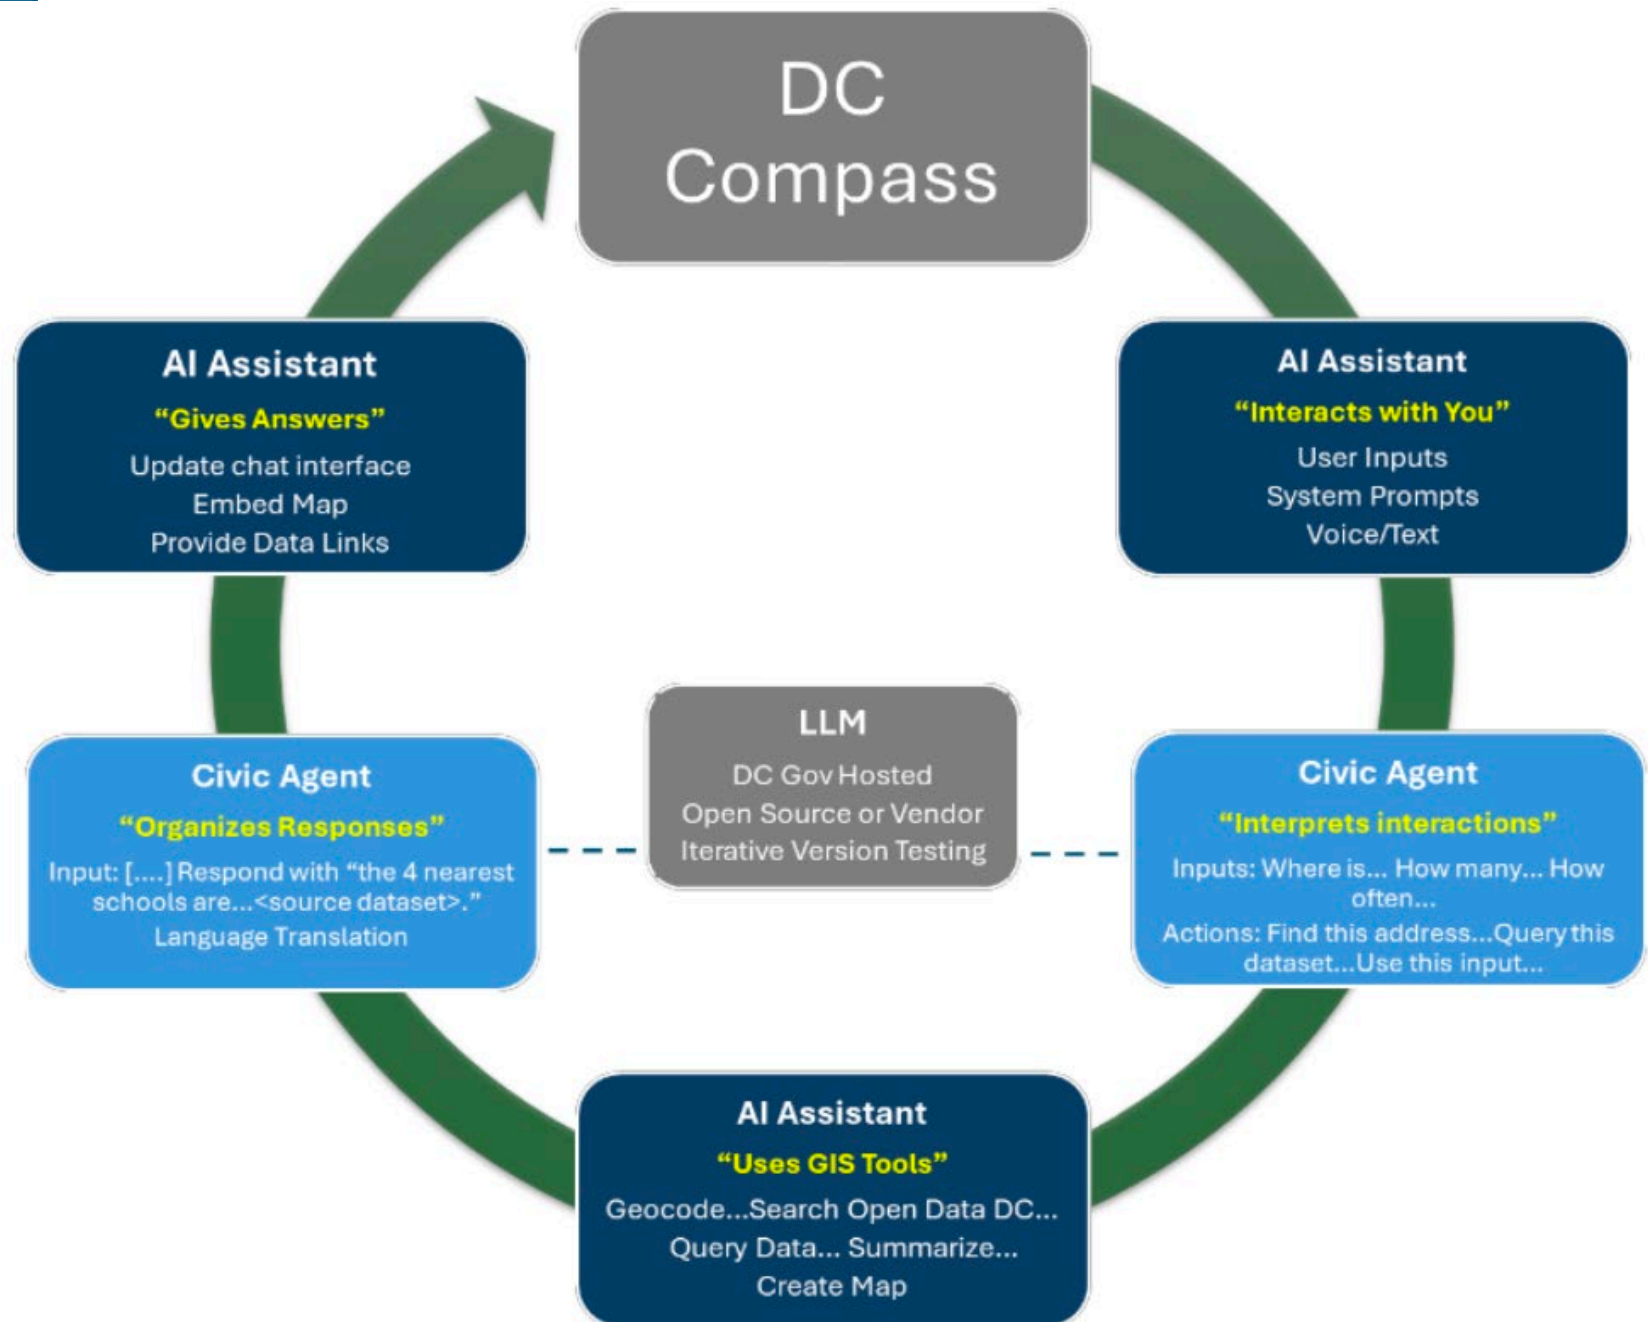 DC
Compass
AI Assistant
“Gives Answers”
Update chat interface
Embed Map
Provide Data Links
AI Assistant
“Interacts with You”
User Inputs
System Prompts
Voice/Text
LLM
DC Gov Hosted
Open Source or Vendor
Iterative Version Testing
Civic Agent
“Organizes Responses”
Input: [....] Respond with “the 4 nearest
schools are...<source dataset>.”
Language Translation
Civic Agent
“Interprets interactions”
Inputs: Where is... How many... How
often...
Actions: Find this address...Query this
dataset...Use this input...
AI Assistant
“Uses GIS Tools”
Geocode...Search Open Data DC...
Query Data... Summarize...
Create Map